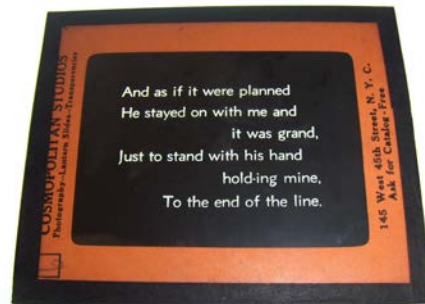 COSMOPOLITAN STUDIOS
Photography--Lantern Slides--Transparencies
And as if it were planned
He stayed on with me and
it was grand,
Just to stand with his hand
hold-ing mine,
To the end of the line.
145 West 45th Street, N. Y. C.
Ask for Catalog - Free